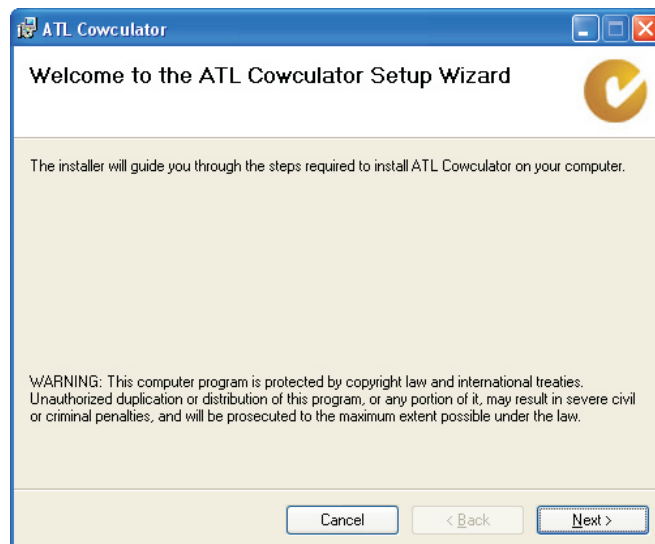 ATL Cowculator
Welcome to the ATL Cowculator Setup Wizard
The installer will guide you through the steps required to install ATL Cowculator on your computer.
WARNING: This computer program is protected by copyright law and international treaties.
Unauthorized duplication or distribution of this program, or any portion of it, may result in severe civil
or criminal penalties, and will be prosecuted to the maximum extent possible under the law.
Cancel
< Back
Next >